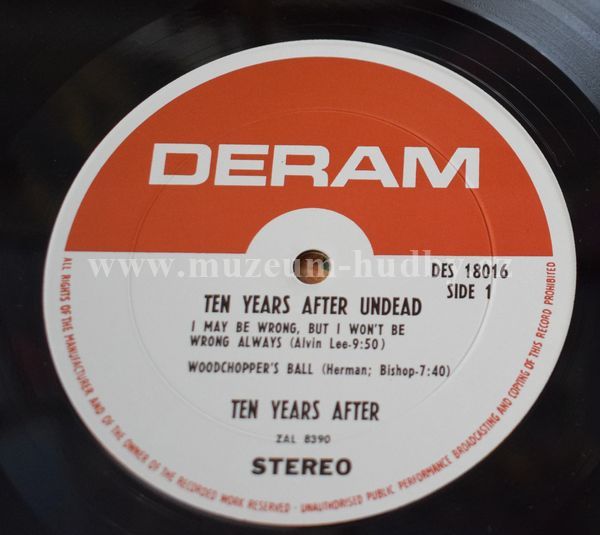 DERAM
www.muzeum-hudby.cz
DES 18016
SIDE 1
TEN YEARS AFTER UNDEAD
I MAY BE WRONG, BUT I WON'T BE
WRONG ALWAYS (Alvin Lee-9:50)
WOODCHOPPER'S BALL (Herman; Bishop-7:40)
TEN YEARS AFTER
ZAL 8390
STEREO
ALL RIGHTS OF THE MANUFACTURER AND OF THE OWNER OF THE RECORDED WORK RESERVED - UNAUTHORISED PUBLIC PERFORMANCE BROADCASTING AND COPYING OF THIS RECORD PROHIBITED